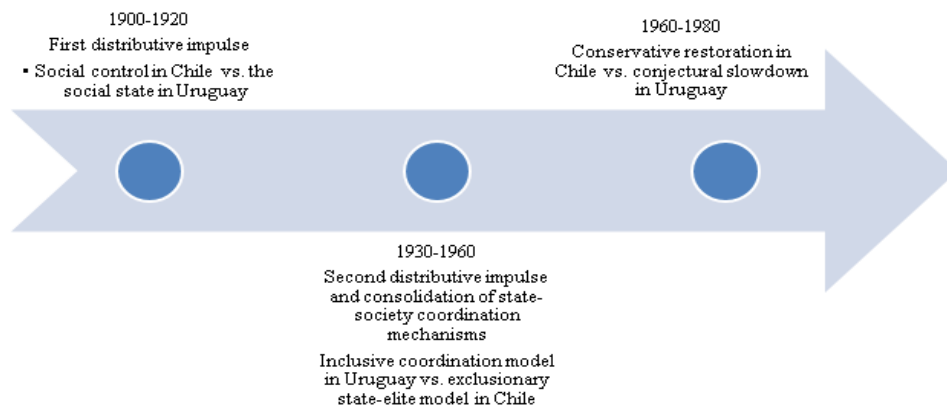 1900-1920
First distributive impulse
▪ Social control in Chile vs. the
social state in Uruguay
1930-1960
Second distributive impulse
and consolidation of state-
society coordination
mechanisms
Inclusive coordination model
in Uruguay vs. exclusionary
state-elite model in Chile
1960-1980
Conservative restoration in
Chile vs. conjectural slowdown
in Uruguay